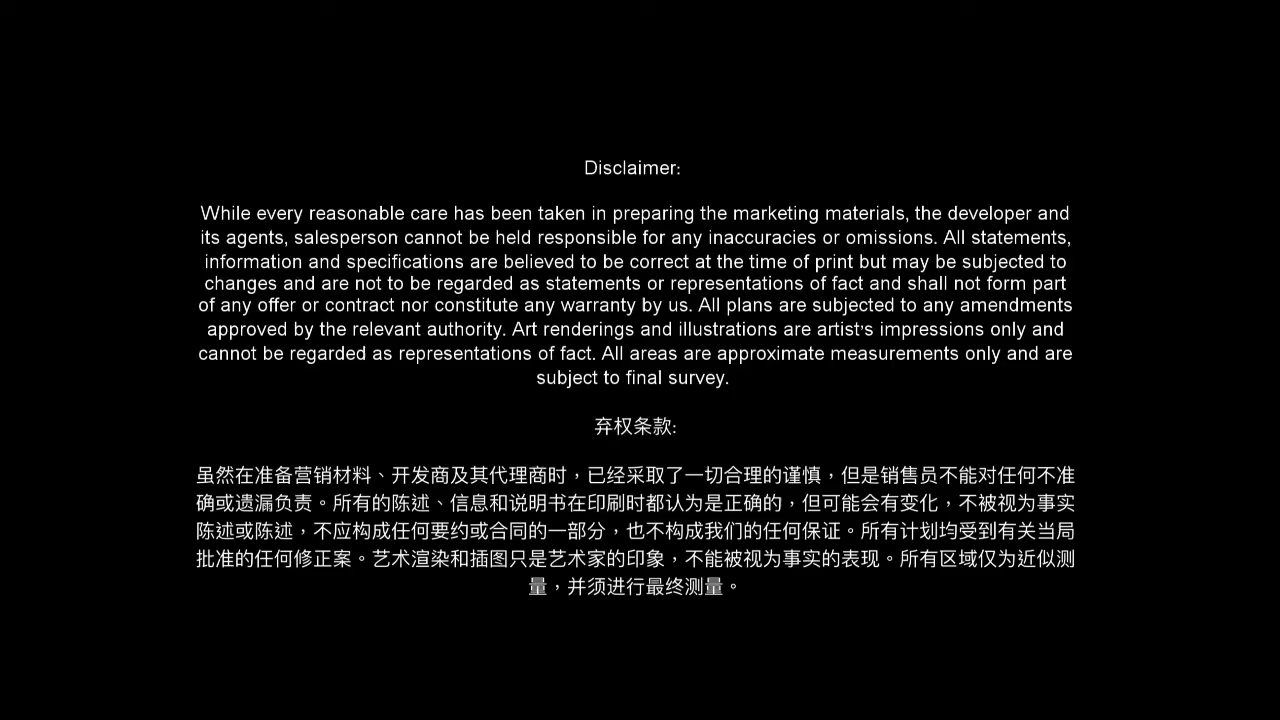 Disclaimer:
While every reasonable care has been taken in preparing the marketing materials, the developer and
its agents, salesperson cannot be held responsible for any inaccuracies or omissions. All statements,
information and specifications are believed to be correct at the time of print but may be subjected to
changes and are not to be regarded as statements or representations of fact and shall not form part
of any offer or contract nor constitute any warranty by us. All plans are subjected to any amendments
approved by the relevant authority. Art renderings and illustrations are artist's impressions only and
cannot be regarded as representations of fact. All areas are approximate measurements only and are
subject to final survey.
弃权条款:
虽然在准备营销材料、开发商及其代理商时，已经采取了一切合理的谨慎，但是销售员不能对任何不准
确或遗漏负责。所有的陈述、信息和说明书在印刷时都认为是正确的，但可能会有变化，不被视为事实
陈述或陈述，不应构成任何要约或合同的一部分，也不构成我们的任何保证。所有计划均受到有关当局
批准的任何修正案。艺术渲染和插图只是艺术家的印象，不能被视为事实的表现。所有区域仅为近似测
量，并须进行最终测量。